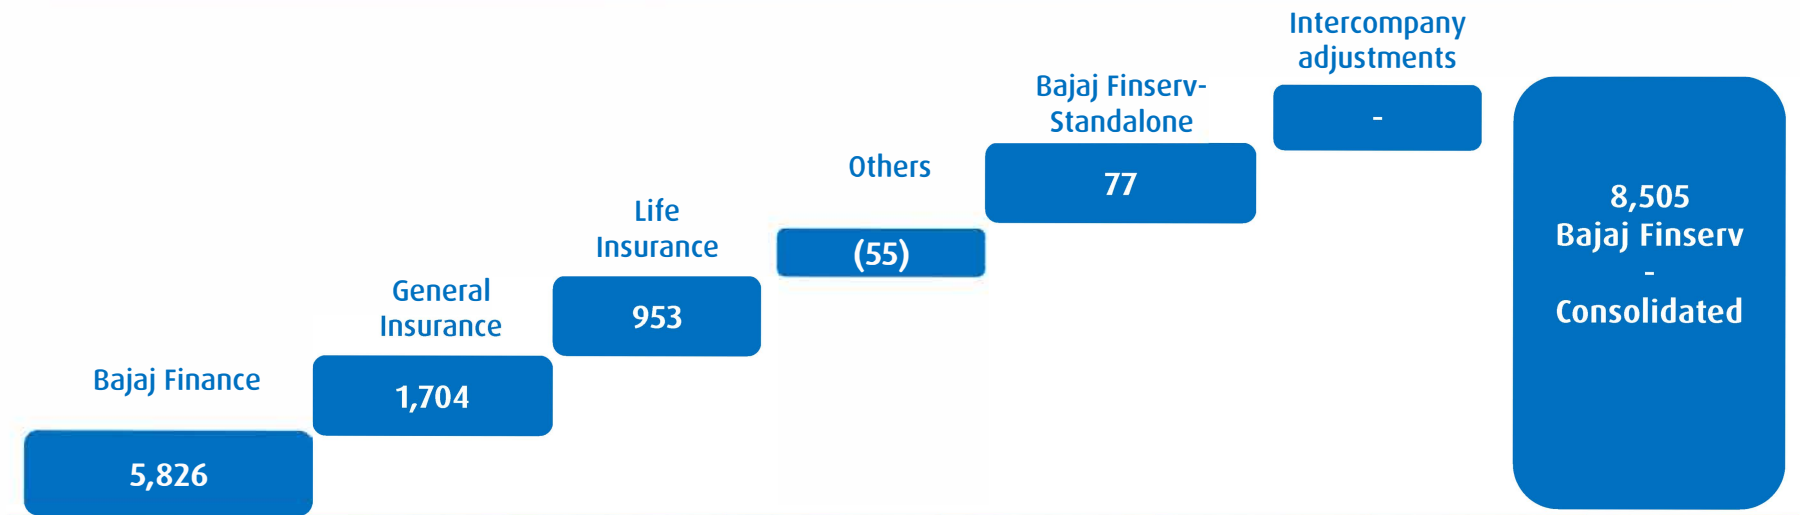 Bajaj Finance
5,826
General
Insurance
1,704
Life
Insurance
953
Others
(55)
Bajaj Finserv-
Standalone
77
Intercompany
adjustments
-
8,505
Bajaj Finserv
-
Consolidated